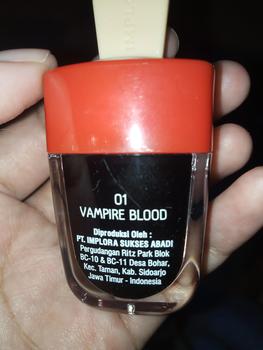 IMPLORA
01
VAMPIRE BLOOD
Diproduksi Oleh :
PT. IMPLORA SUKSES ABADI
Pergudangan Ritz Park Blok
BC-10 & BC-11 Desa Bohar,
Kec. Taman, Kab. Sidoarjo
Jawa Timur - Indonesia